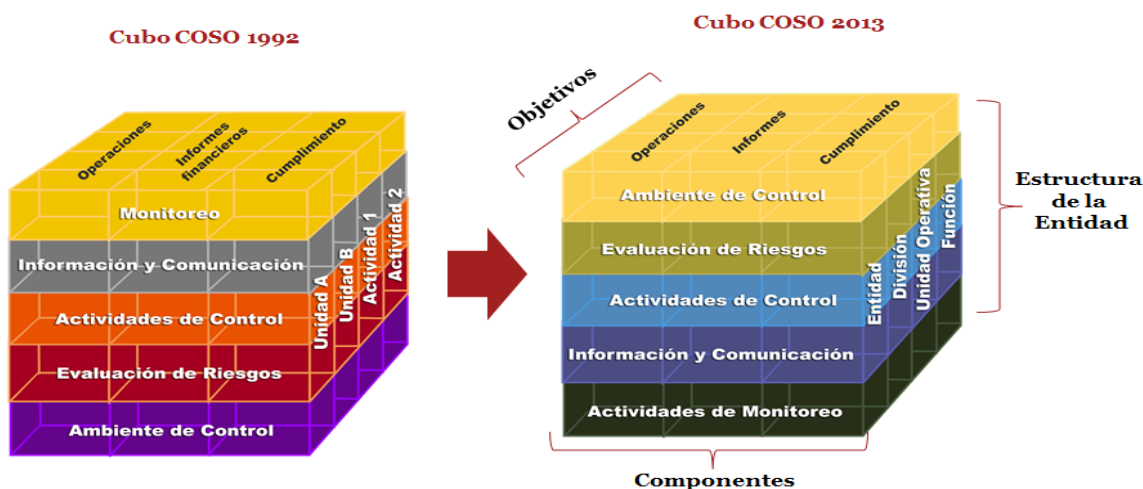 Cubo COSO 1992
Operaciones
Informes
financieros
Cumplimiento
Monitoreo
Información y Comunicación
Actividades de Control
Evaluación de Riesgos
Ambiente de Control
Unidad A
Unidad B
Actividad 1
Actividad 2
Cubo COSO 2013
Objetivos
Operaciones
Informes
Cumplimiento
Ambiente de Control
Evaluación de Riesgos
Actividades de Control
Información y Comunicación
Actividades de Monitoreo
Entidad
División
Unidad Operativa
Función
Estructura
de la
Entidad
Componentes